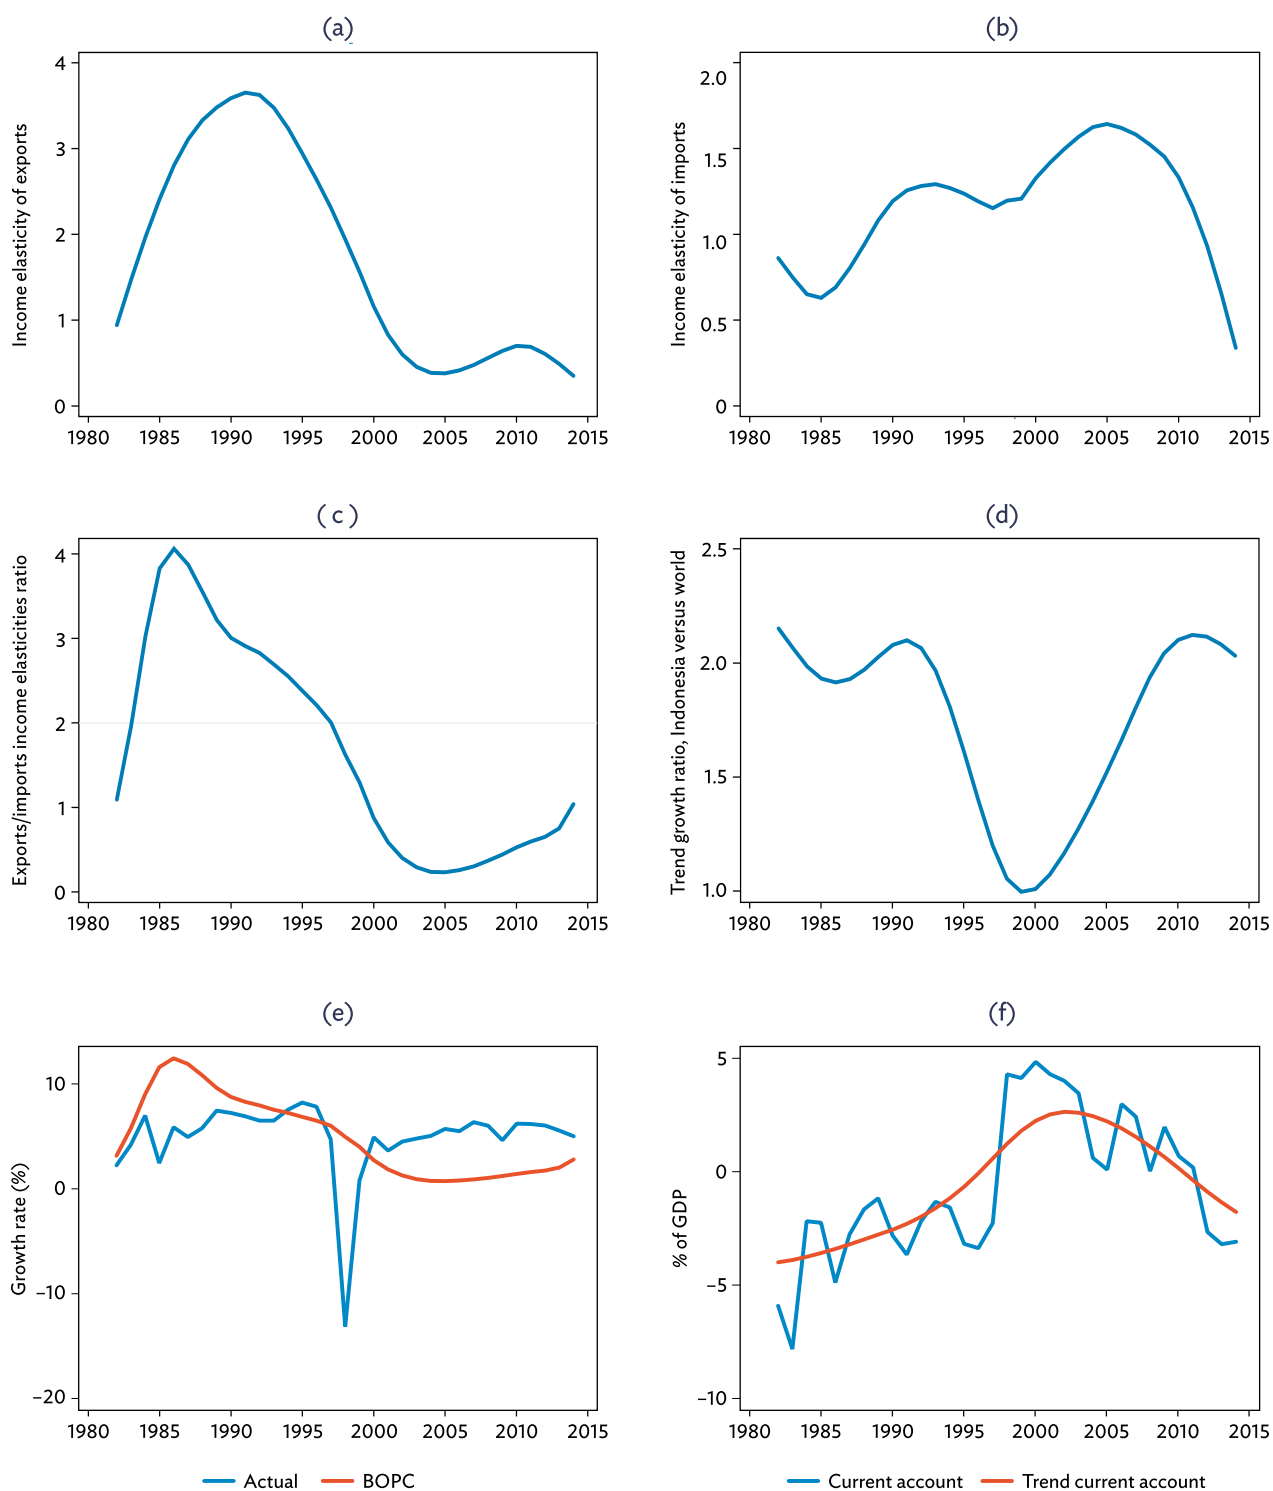 (a)
Income elasticity of exports
4
3
2
1
0
1980 1985 1990 1995 2000 2005 2010 2015
(b)
Income elasticity of imports
2.0
1.5
1.0
0.5
0
1980 1985 1990 1995 2000 2005 2010 2015
( c )
Exports/imports income elasticities ratio
4
3
2
1
0
1980 1985 1990 1995 2000 2005 2010 2015
(d)
Trend growth ratio, Indonesia versus world
2.5
2.0
1.5
1.0
1980 1985 1990 1995 2000 2005 2010 2015
(e)
Growth rate (%)
10
0
–10
–20
1980 1985 1990 1995 2000 2005 2010 2015
Actual BOPC
(f)
% of GDP
5
0
–5
–10
1980 1985 1990 1995 2000 2005 2010 2015
Current account Trend current account